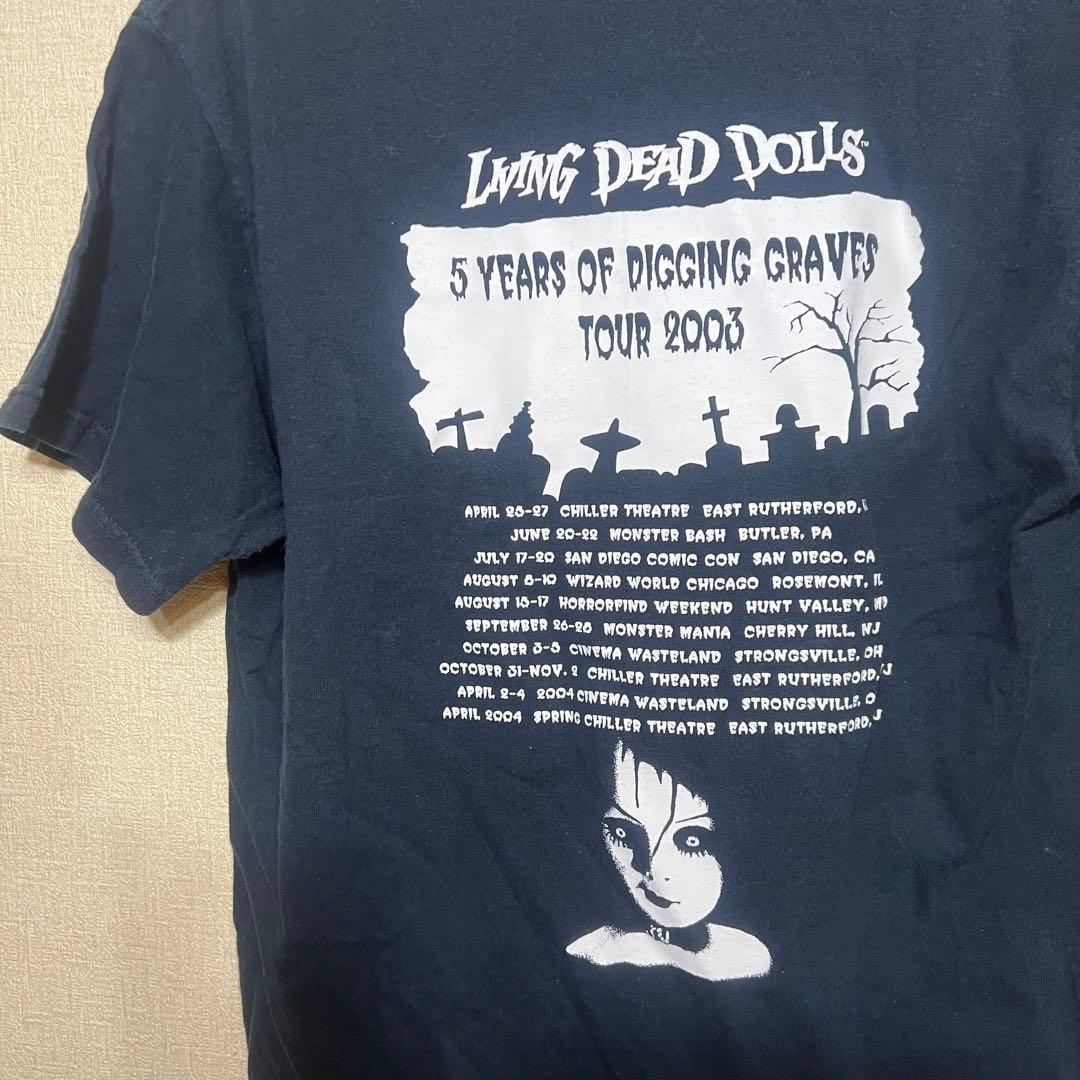 LIVING DEAD DOLLS™
5 YEARS OF DIGGING GRAVES
TOUR 2003
APRIL 25-27 CHILLER THEATRE EAST RUTHERFORD,
JUNE 20-22 MONSTER BASH BUTLER, PA
JULY 17-20 SAN DIEGO COMIC CON SAN DIEGO, CA
AUGUST 8-10 WIZARD WORLD CHICAGO ROSEMONT, IL
AUGUST 15-17 HORRORFIND WEEKEND HUNT VALLEY, MD
SEPTEMBER 26-28 MONSTER MANIA CHERRY HILL, NJ
OCTOBER 3-5 CINEMA WASTELAND STRONGSVILLE, OH
OCTOBER 31-NOV. 2 CHILLER THEATRE EAST RUTHERFORD,
APRIL 2-4 2004 CINEMA WASTELAND STRONGSVILLE, O
APRIL 2004 SPRING CHILLER THEATRE EAST RUTHERFORD,